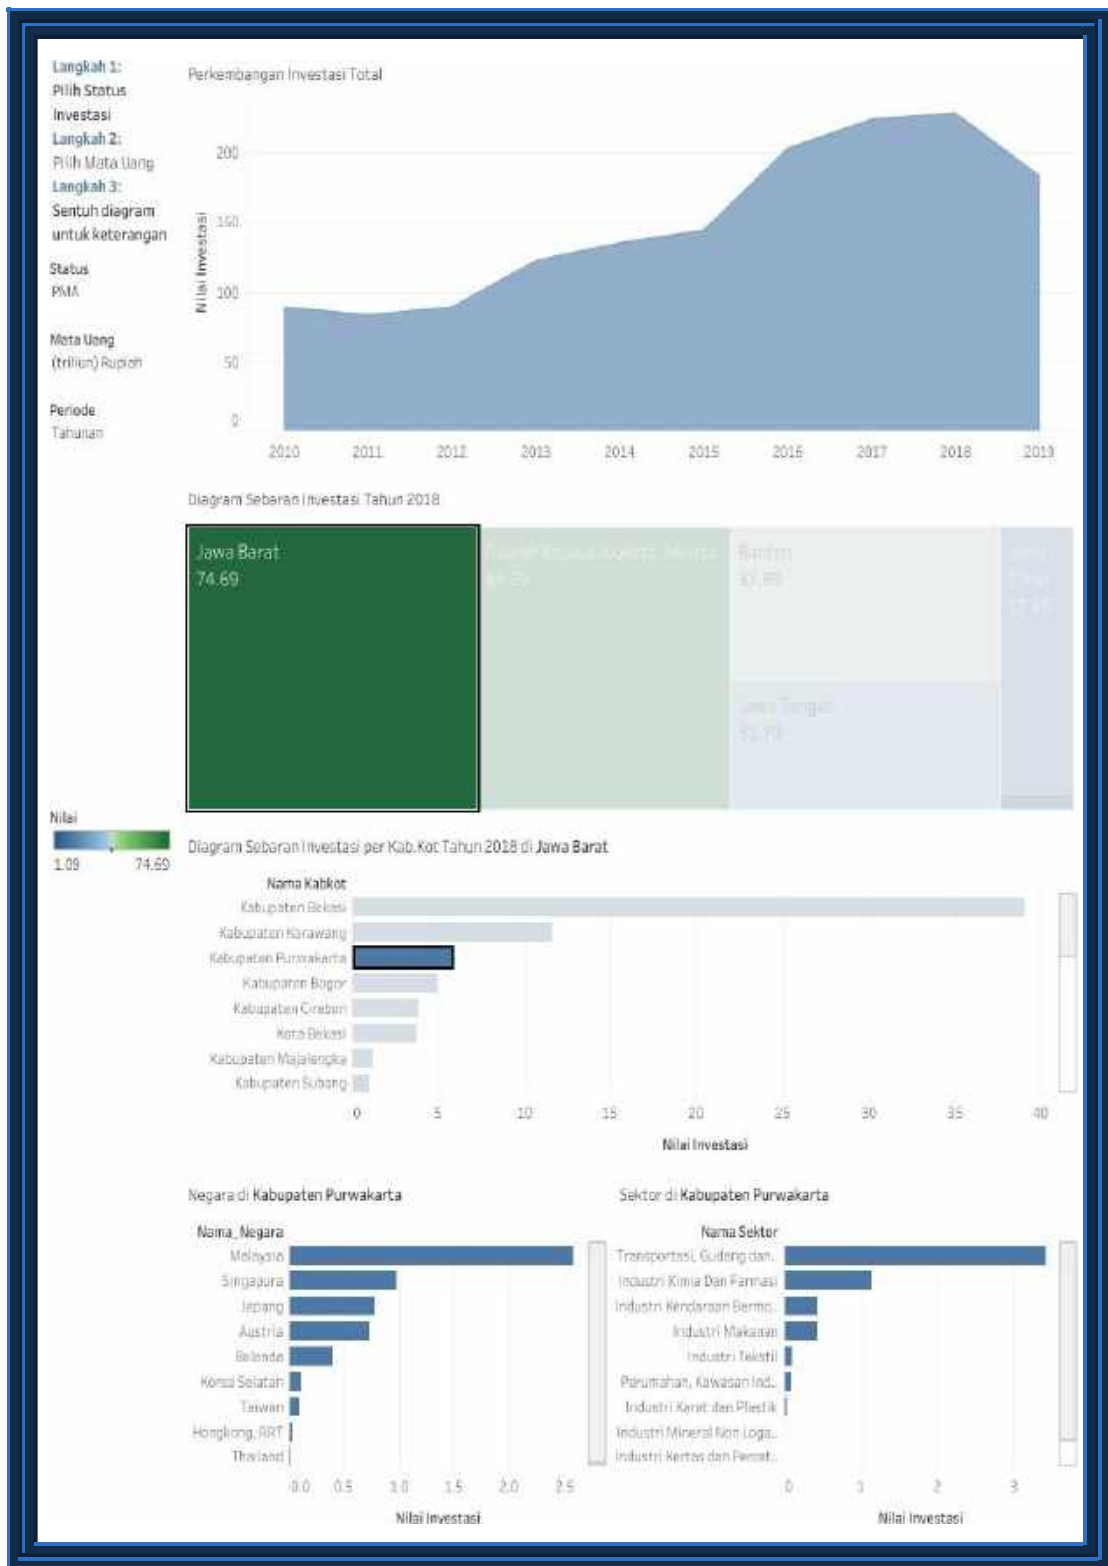 Langkah 1:
Pilih Status
Investasi
Langkah 2:
Pilih Mata Uang
Langkah 3:
Sentuh diagram
untuk keterangan
Status
PMA
Mata Uang
(triliun) Rupiah
Periode
Tahunan
Perkembangan Investasi Total
Nilai Investasi
200
150
100
50
0
2010 2011 2012 2013 2014 2015 2016 2017 2018 2019
Diagram Sebaran Investasi Tahun 2018
Jawa Barat
74.69
Banten
Jawa Tengah
Nilai
1.09 74.69
Diagram Sebaran Investasi per Kab.Kot Tahun 2018 di Jawa Barat
Nama Kabkot
Kabupaten Bekasi
Kabupaten Karawang
Kabupaten Purwakarta
Kabupaten Bogor
Kabupaten Cirebon
Kota Bekasi
Kabupaten Majalengka
Kabupaten Subang
0 5 10 15 20 25 30 35 40
Nilai Investasi
Negara di Kabupaten Purwakarta
Nama_Negara
Malaysia
Singapura
Jepang
Austria
Belanda
Korea Selatan
Taiwan
Hongkong, RRT
Thailand
0.0 0.5 1.0 1.5 2.0 2.5
Nilai Investasi
Sektor di Kabupaten Purwakarta
Nama Sektor
Transportasi, Gudang dan..
Industri Kimia Dan Farmasi
Industri Kendaraan Bermo..
Industri Makanan
Industri Tekstil
Perumahan, Kawasan Ind..
Industri Karet dan Plastik
Industri Mineral Non Loga..
Industri Kertas dan Percet..
0 1 2 3
Nilai Investasi